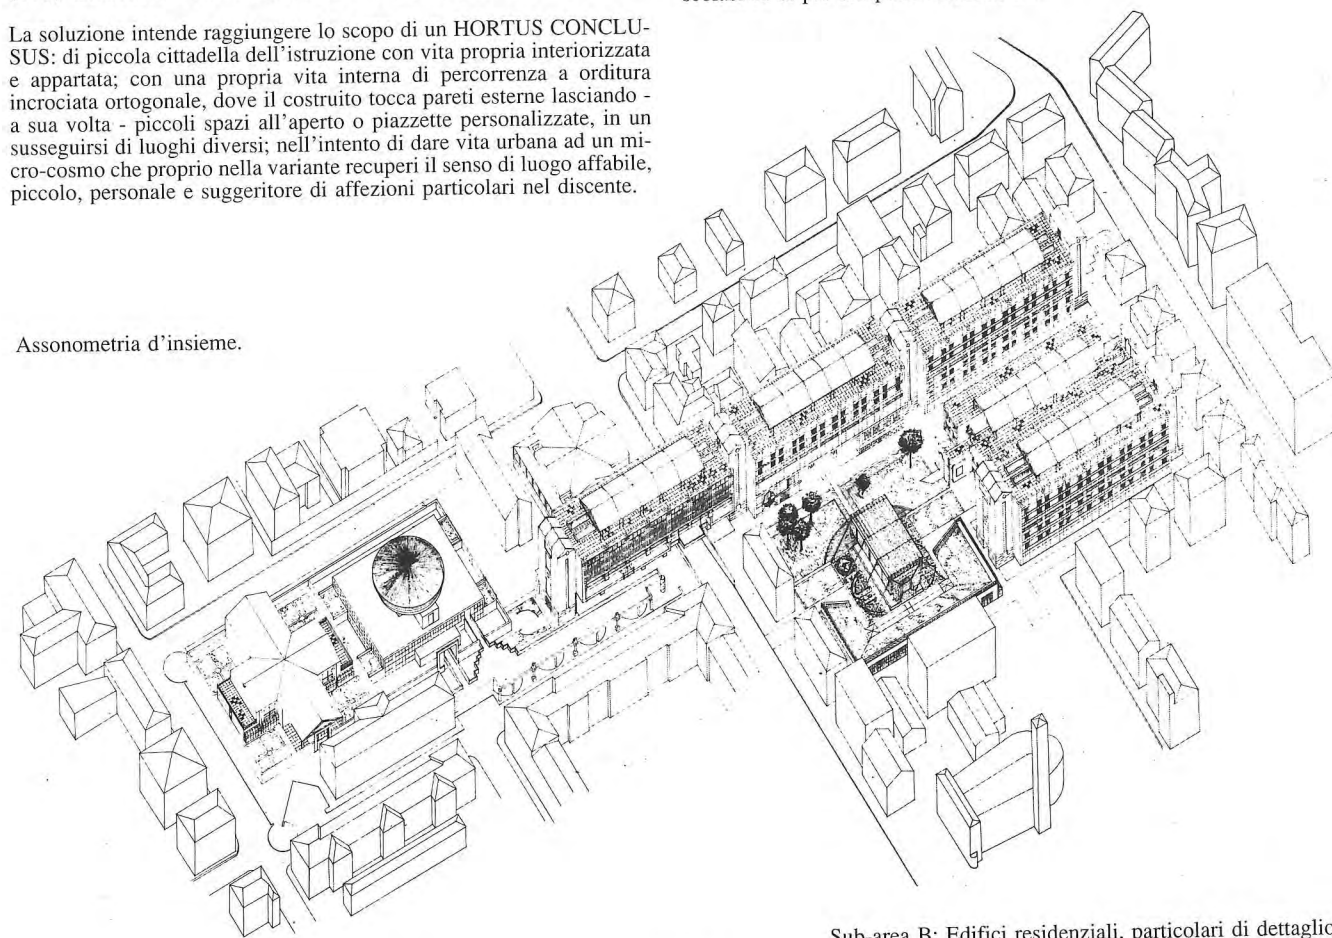 La soluzione intende raggiungere lo scopo di un HORTUS CONCLU-
SUS: di piccola cittadella dell'istruzione con vita propria interiorizzata
e appartata; con una propria vita interna di percorrenza a orditura
incrociata ortogonale, dove il costruito tocca pareti esterne lasciando -
a sua volta - piccoli spazi all'aperto o piazzette personalizzate, in un
susseguirsi di luoghi diversi; nell'intento di dare vita urbana ad un mi-
cro-cosmo che proprio nella variante recuperi il senso di luogo affabile,
piccolo, personale e suggeritore di affezioni particolari nel discente.
Assonometria d'insieme.
Sub-area B: Edifici residenziali, particolari di dettaglio